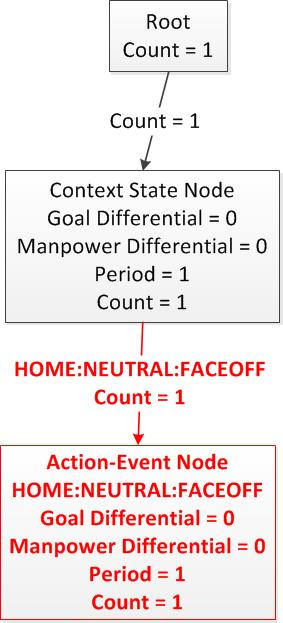 Root
Count = 1
Count = 1
Context State Node
Goal Differential = 0
Manpower Differential = 0
Period = 1
Count = 1
HOME:NEUTRAL:FACEOFF
Count = 1
Action-Event Node
HOME:NEUTRAL:FACEOFF
Goal Differential = 0
Manpower Differential = 0
Period = 1
Count = 1